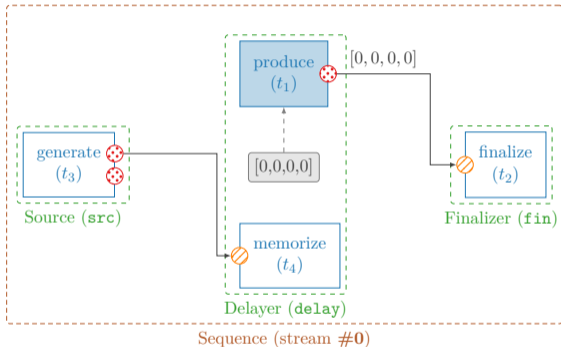 produce
(t₁)
[0, 0, 0, 0]
generate
(t₃)
Source (src)
[0,0,0,0]
finalize
(t₂)
Finalizer (fin)
memorize
(t₄)
Delayer (delay)
Sequence (stream #0)